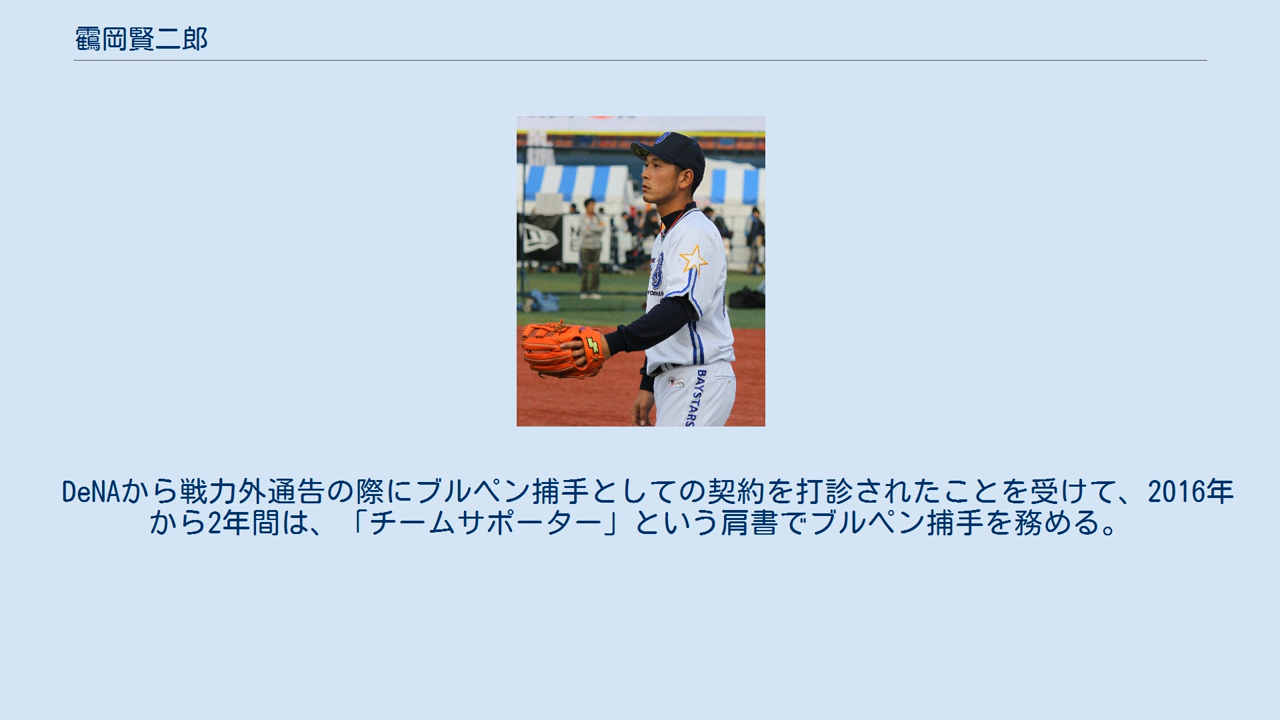 靍岡賢二郎
BAYSTARS
DeNAから戦力外通告の際にブルペン捕手としての契約を打診されたことを受けて、2016年
から2年間は、「チームサポーター」という肩書でブルペン捕手を務める。